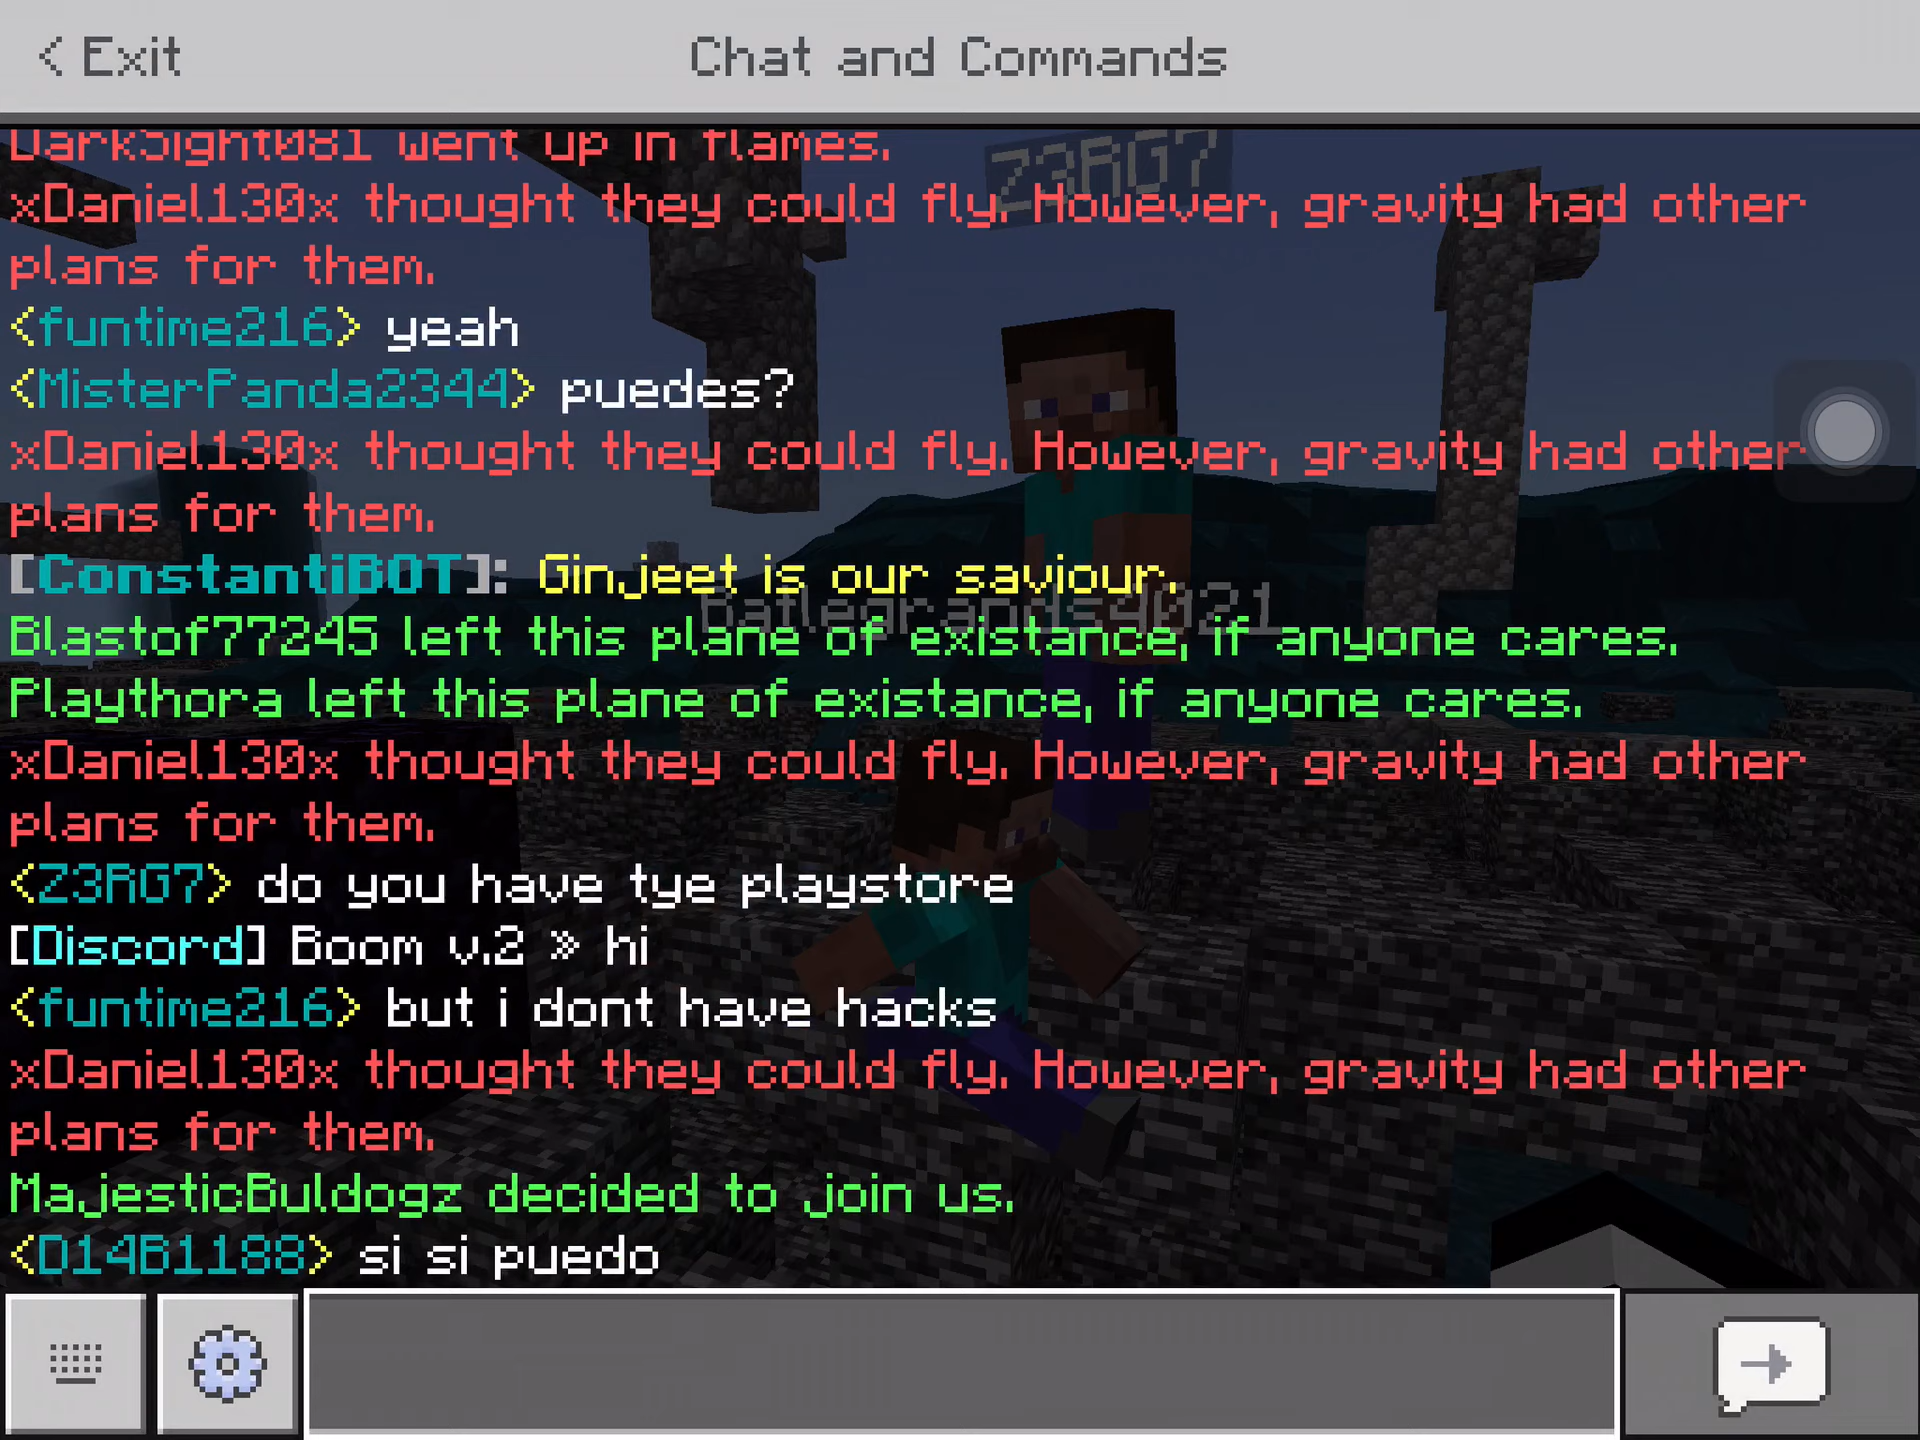 < Exit
Chat and Commands
DarkSight081 went up in flames.
Z3RG7
xDaniel130x thought they could fly. However, gravity had other
plans for them.
<funtime216> yeah
<MisterPanda2344> puedes?
xDaniel130x thought they could fly. However, gravity had other
plans for them.
[ConstantiBOT]: Ginjeet is our saviour.
Batlegrands4021
Blastof77245 left this plane of existance, if anyone cares.
Playthora left this plane of existance, if anyone cares.
xDaniel130x thought they could fly. However, gravity had other
plans for them.
<Z3RG7> do you have tye playstore
[Discord] Boom v.2 » hi
<funtime216> but i dont have hacks
xDaniel130x thought they could fly. However, gravity had other
plans for them.
MajesticBuldogz decided to join us.
<D14B1188> si si puedo